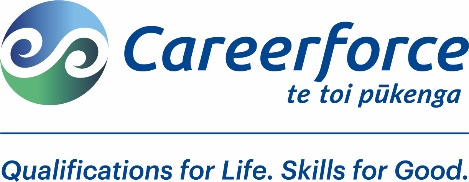 Careerforce
te toi pūkenga
Qualifications for Life. Skills for Good.